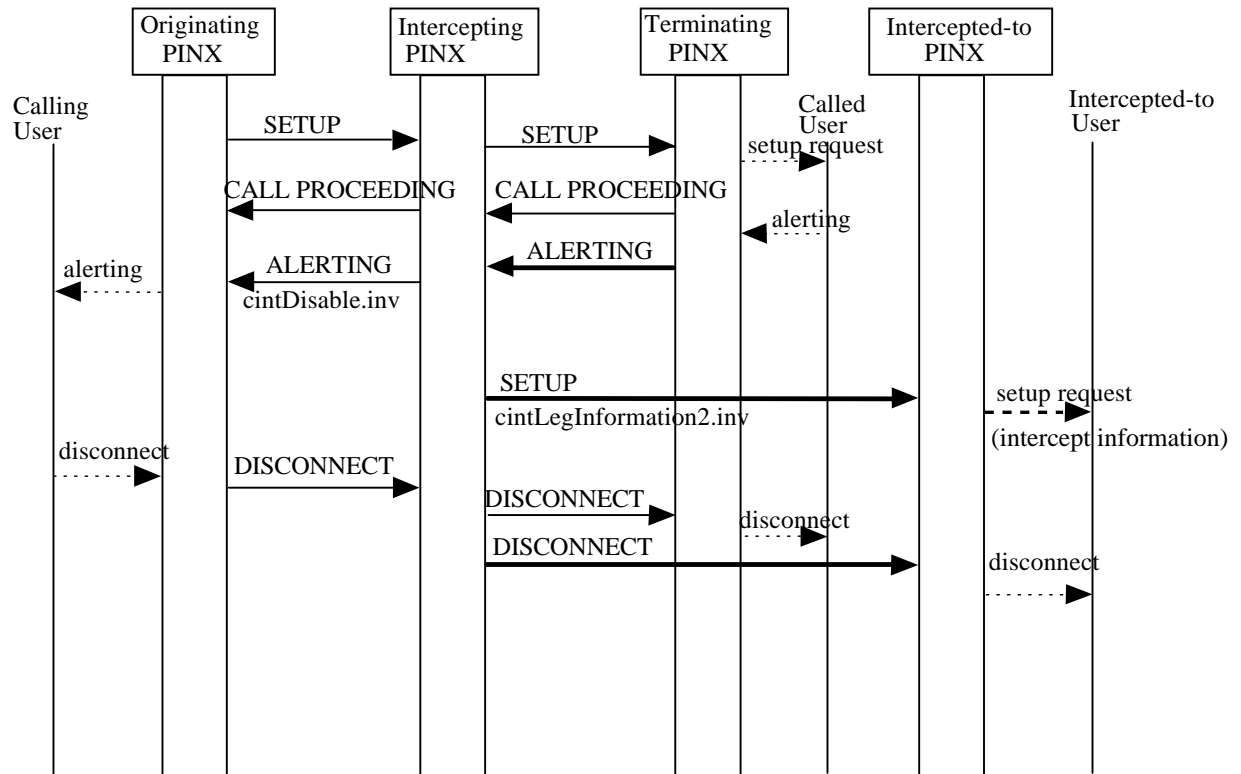 Originating
PINX
Intercepting
PINX
Terminating
PINX
Intercepted-to
PINX
Calling
User
Called
User
Intercepted-to
User
SETUP
SETUP
setup request
CALL PROCEEDING
CALL PROCEEDING
alerting
ALERTING
alerting
ALERTING
cintDisable.inv
SETUP
cintLegInformation2.inv
setup request
(intercept information)
disconnect
DISCONNECT
DISCONNECT
disconnect
DISCONNECT
disconnect